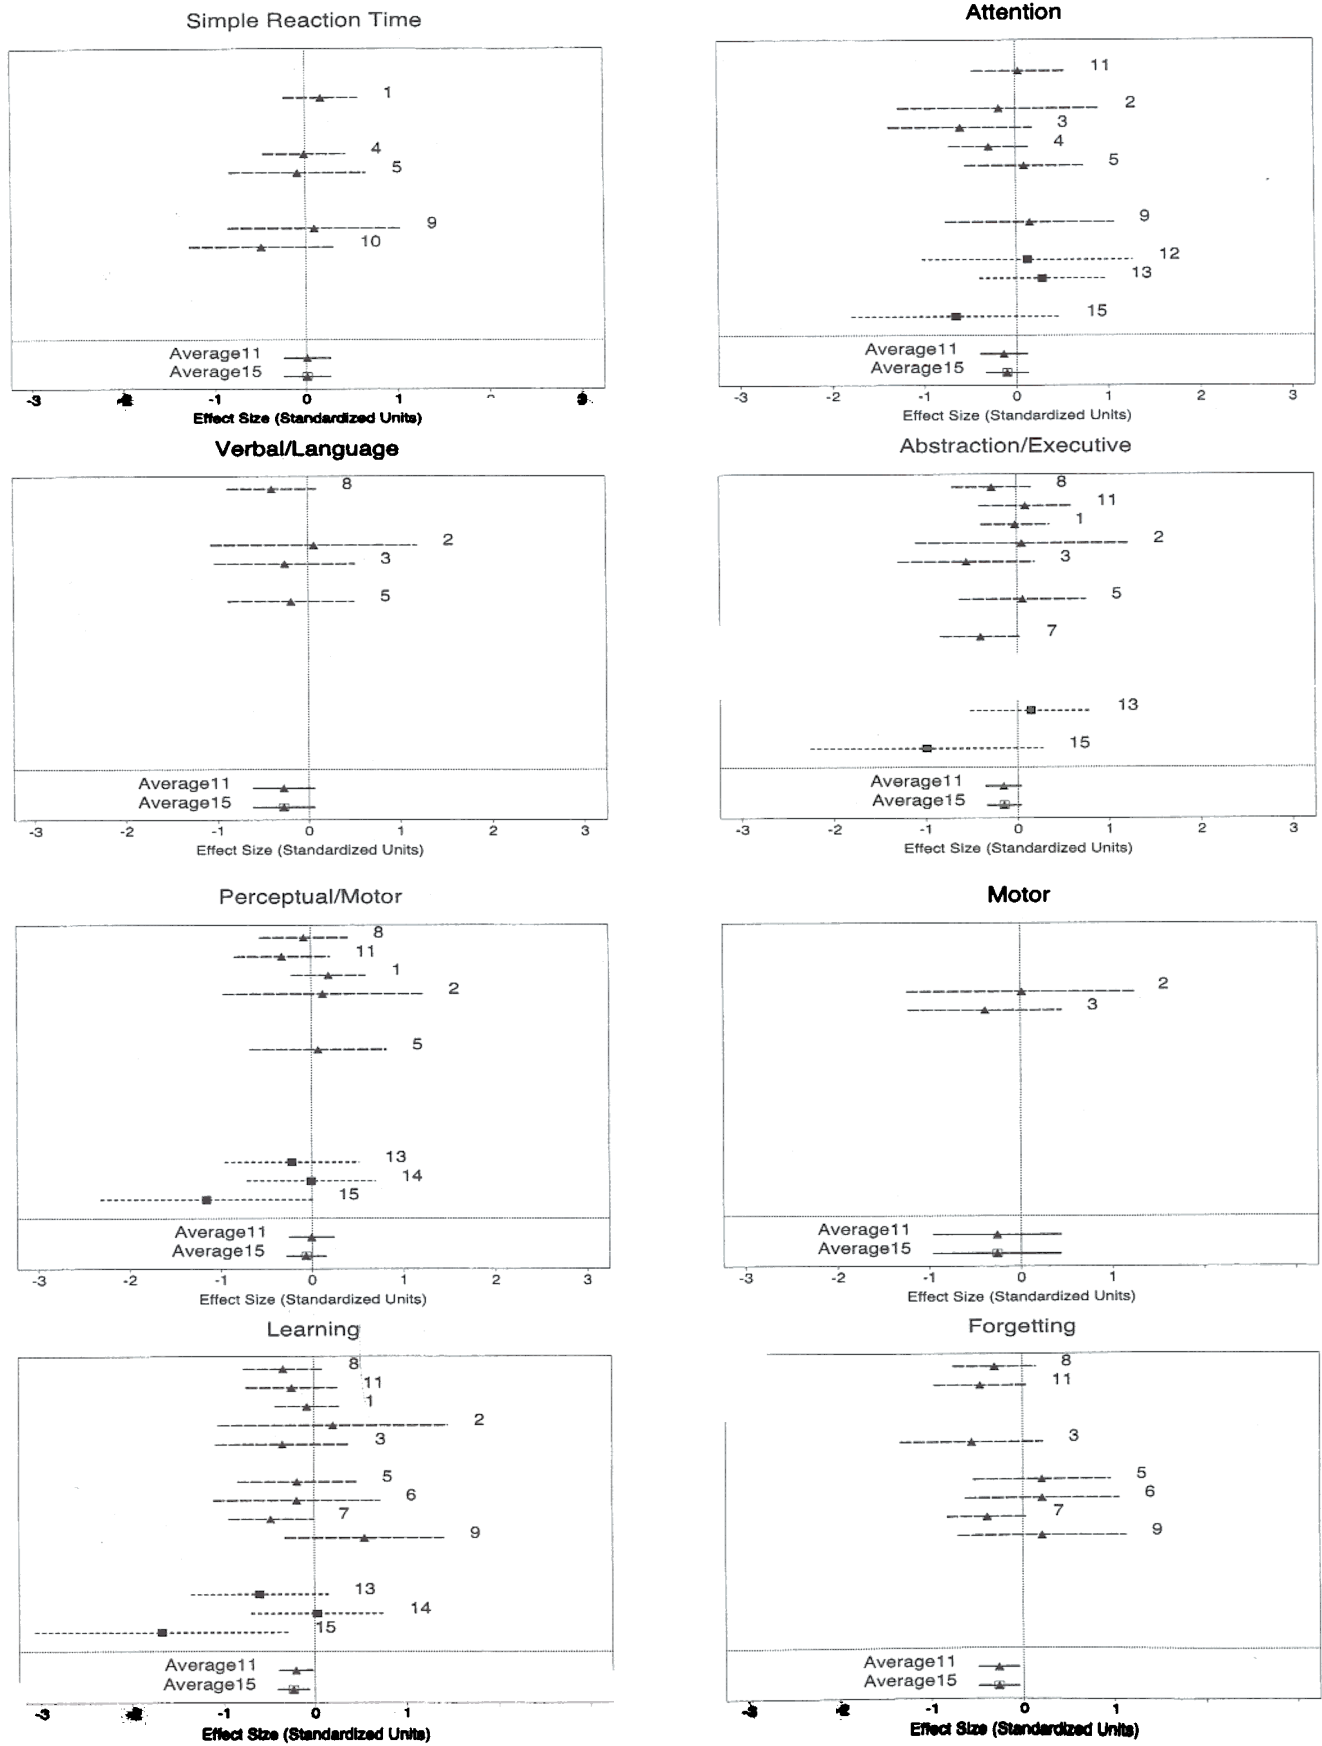 Simple Reaction Time
1
4
5
9
10
Average11
Average15
-3 -1 0 1 2
Effect Size (Standardized Units)
Attention
11
2
3
4
5
9
12
13
15
Average11
Average15
-3 -2 -1 0 1 2 3
Effect Size (Standardized Units)
Verbal/Language
8
2
3
5
Average11
Average15
-3 -2 -1 0 1 2 3
Effect Size (Standardized Units)
Abstraction/Executive
8
11
1
2
3
5
7
13
15
Average11
Average15
-3 -2 -1 0 1 2 3
Effect Size (Standardized Units)
Perceptual/Motor
8
11
1
2
5
13
14
15
Average11
Average15
-3 -2 -1 0 1 2 3
Effect Size (Standardized Units)
Motor
2
3
Average11
Average15
-3 -2 -1 0 1
Effect Size (Standardized Units)
Learning
8
11
1
2
3
5
6
7
9
13
14
15
Average11
Average15
-3 -1 0 1
Effect Size (Standardized Units)
Forgetting
8
11
3
5
6
7
9
Average11
Average15
-3 -1 0 1
Effect Size (Standardized Units)